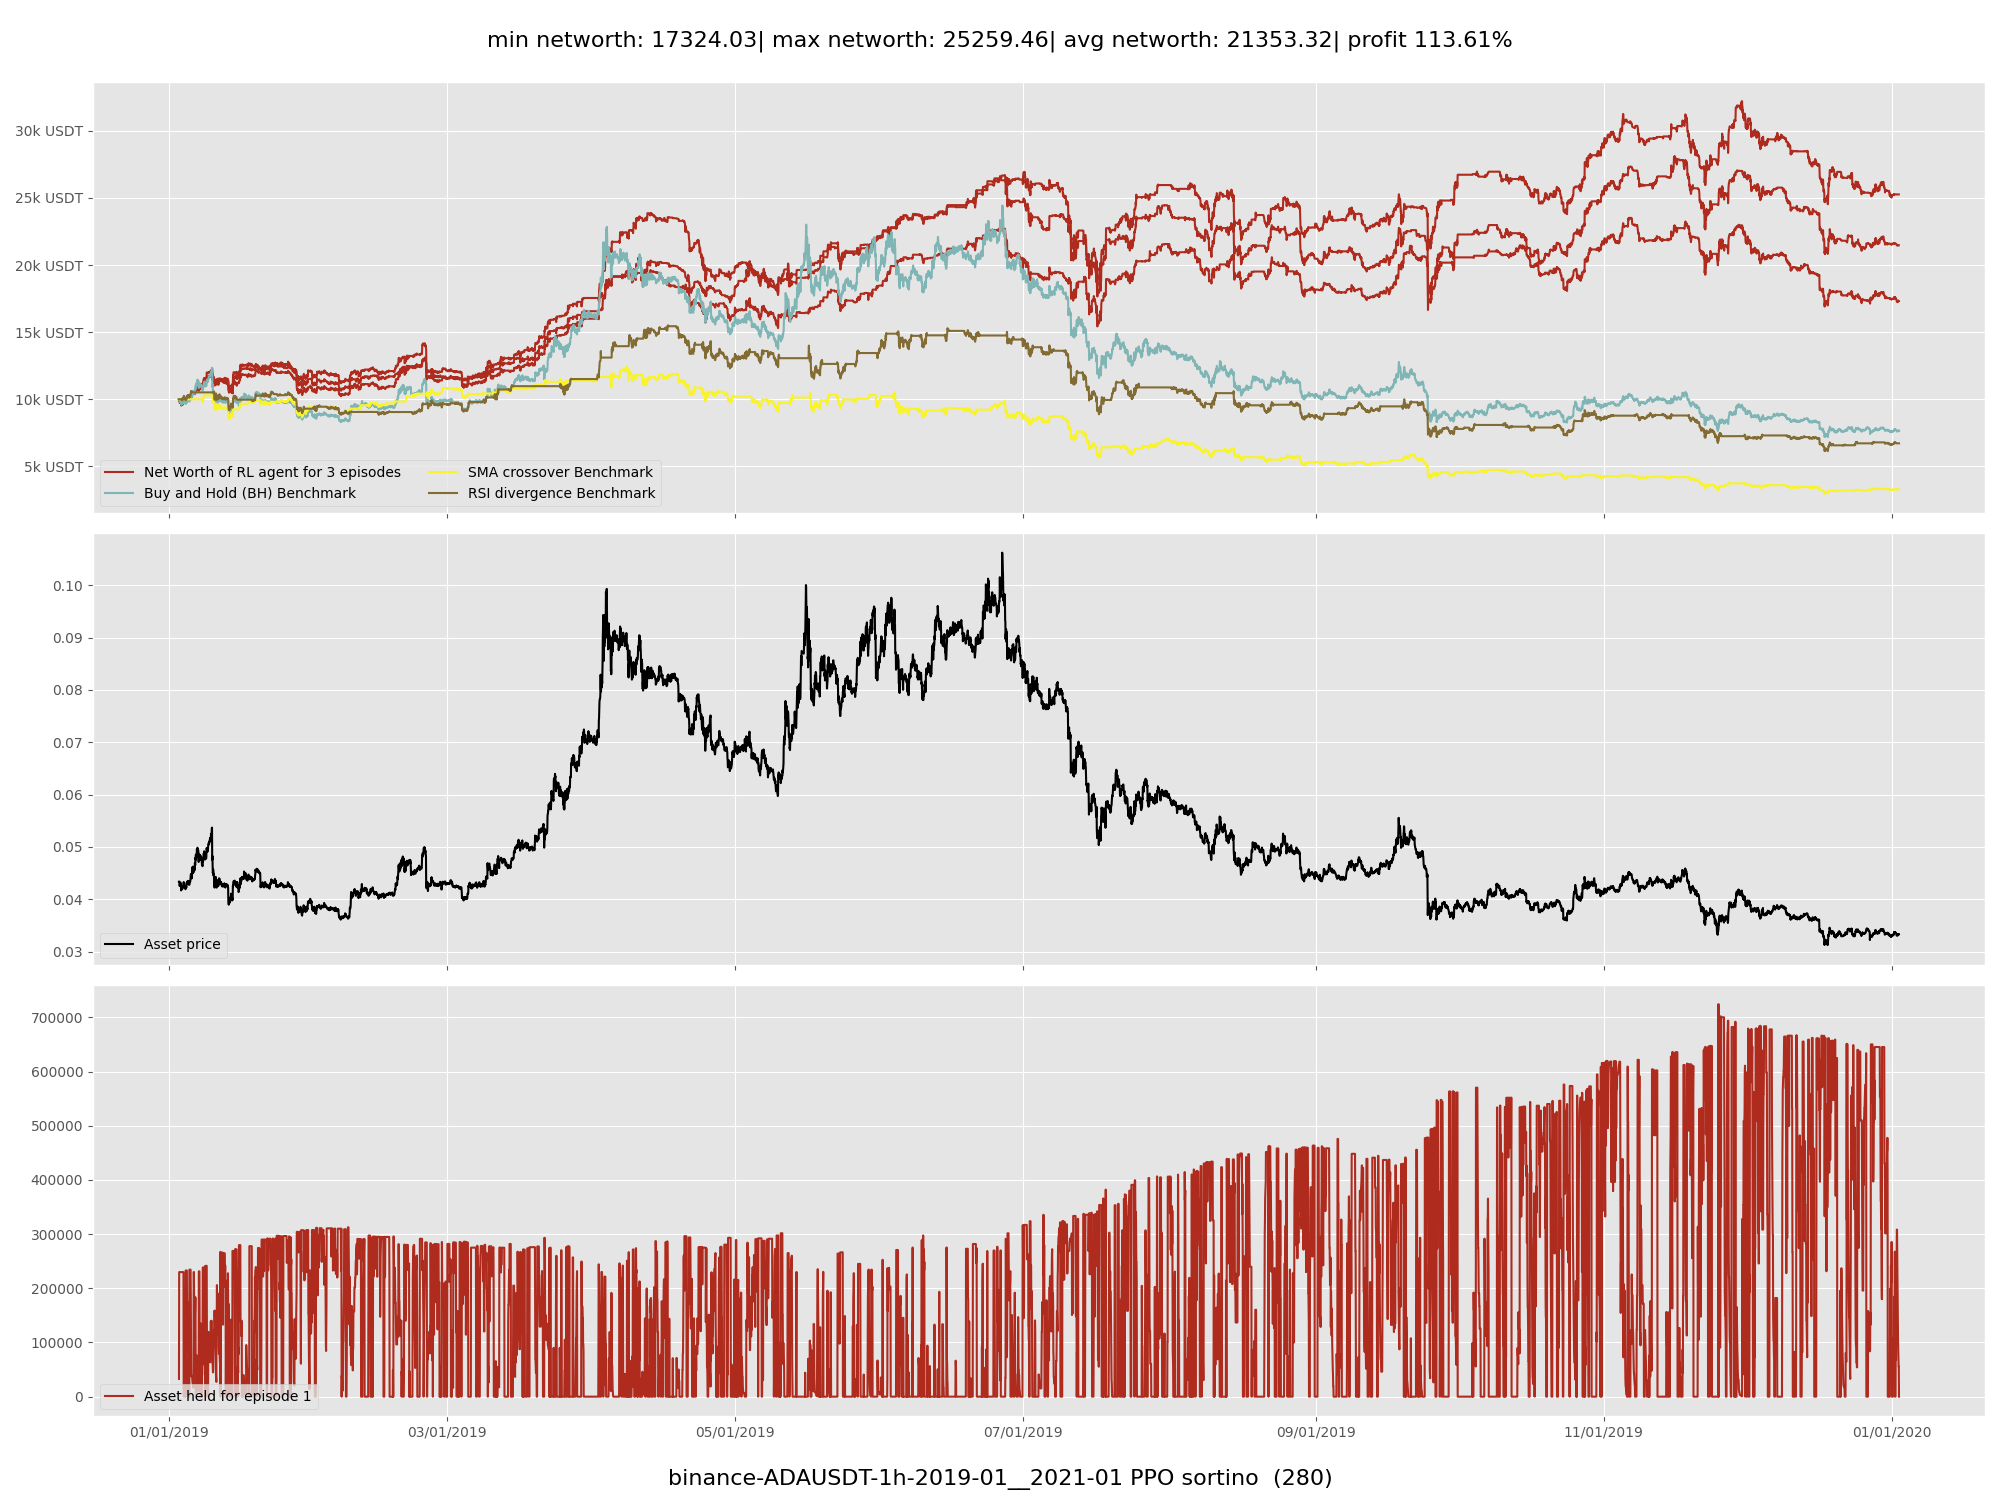 min networth: 17324.03| max networth: 25259.46| avg networth: 21353.32| profit 113.61%
30k USDT
25k USDT
20k USDT
15k USDT
10k USDT
5k USDT
Net Worth of RL agent for 3 episodes
Buy and Hold (BH) Benchmark
SMA crossover Benchmark
RSI divergence Benchmark
0.10
0.09
0.08
0.07
0.06
0.05
0.04
0.03
Asset price
700000
600000
500000
400000
300000
200000
100000
0
Asset held for episode 1
01/01/2019 03/01/2019 05/01/2019 07/01/2019 09/01/2019 11/01/2019 01/01/2020
binance-ADAUSDT-1h-2019-01__2021-01 PPO sortino (280)